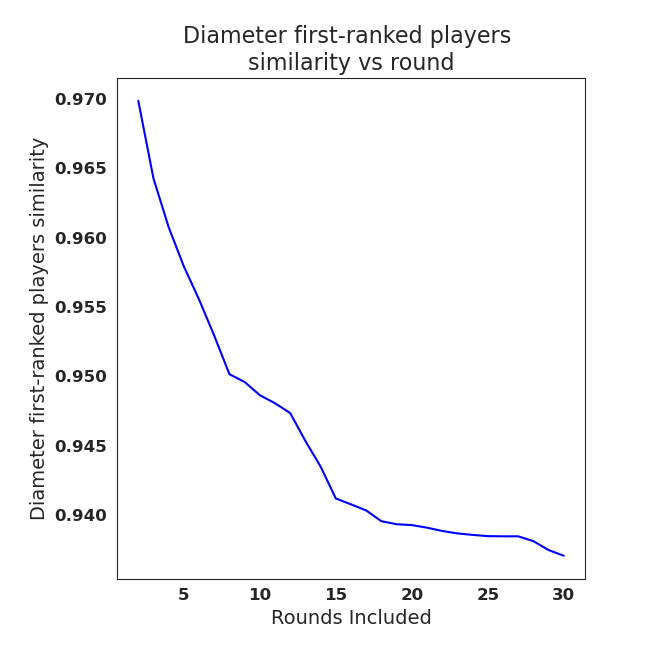 Diameter first-ranked players
similarity vs round
Diameter first-ranked players similarity
0.970
0.965
0.960
0.955
0.950
0.945
0.940
5 10 15 20 25 30
Rounds Included